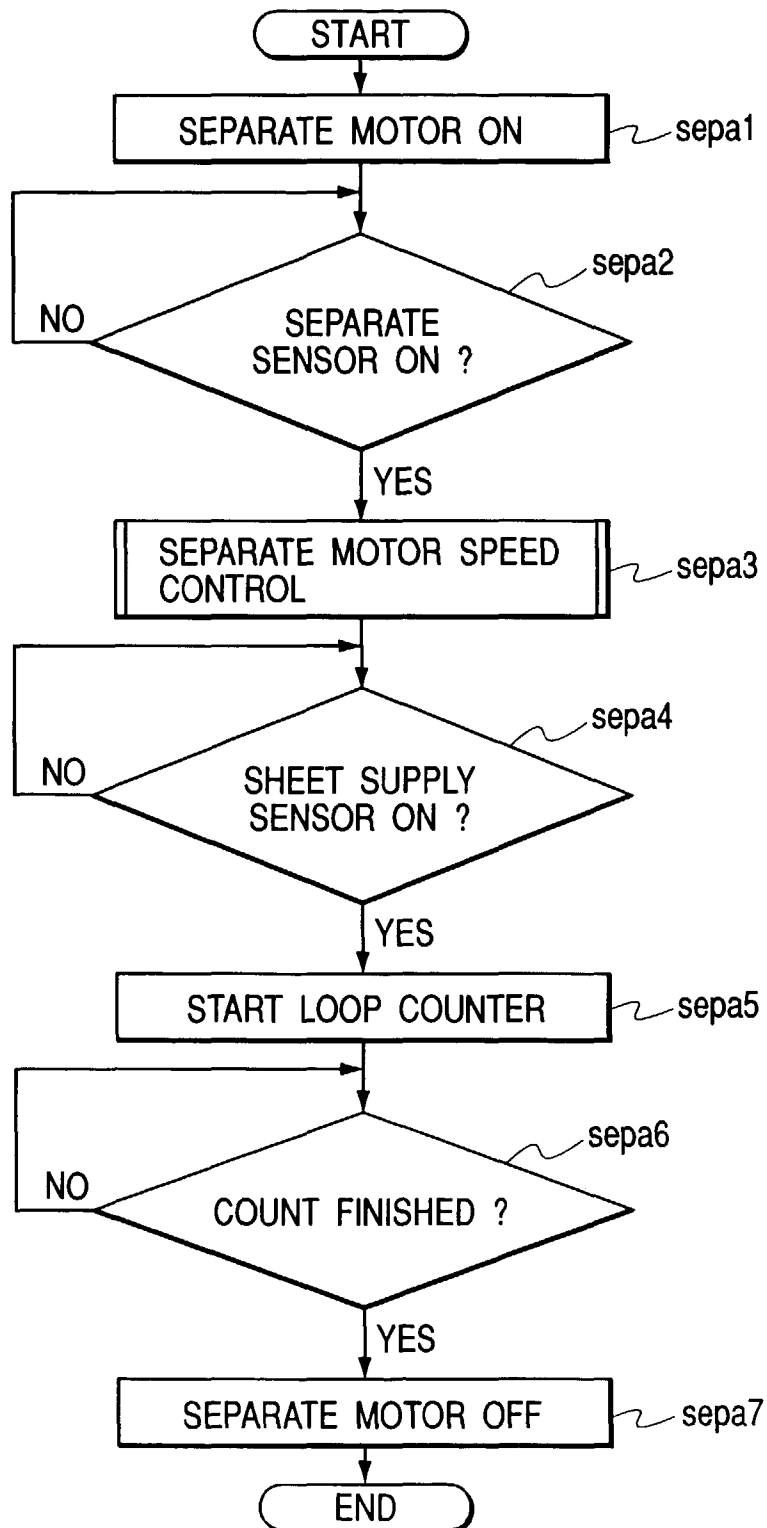 START
SEPARATE MOTOR ON
sepa1
sepa2
NO
SEPARATE
SENSOR ON ?
YES
SEPARATE MOTOR SPEED
CONTROL
sepa3
sepa4
NO
SHEET SUPPLY
SENSOR ON ?
YES
START LOOP COUNTER
sepa5
sepa6
NO
COUNT FINISHED ?
YES
SEPARATE MOTOR OFF
sepa7
END